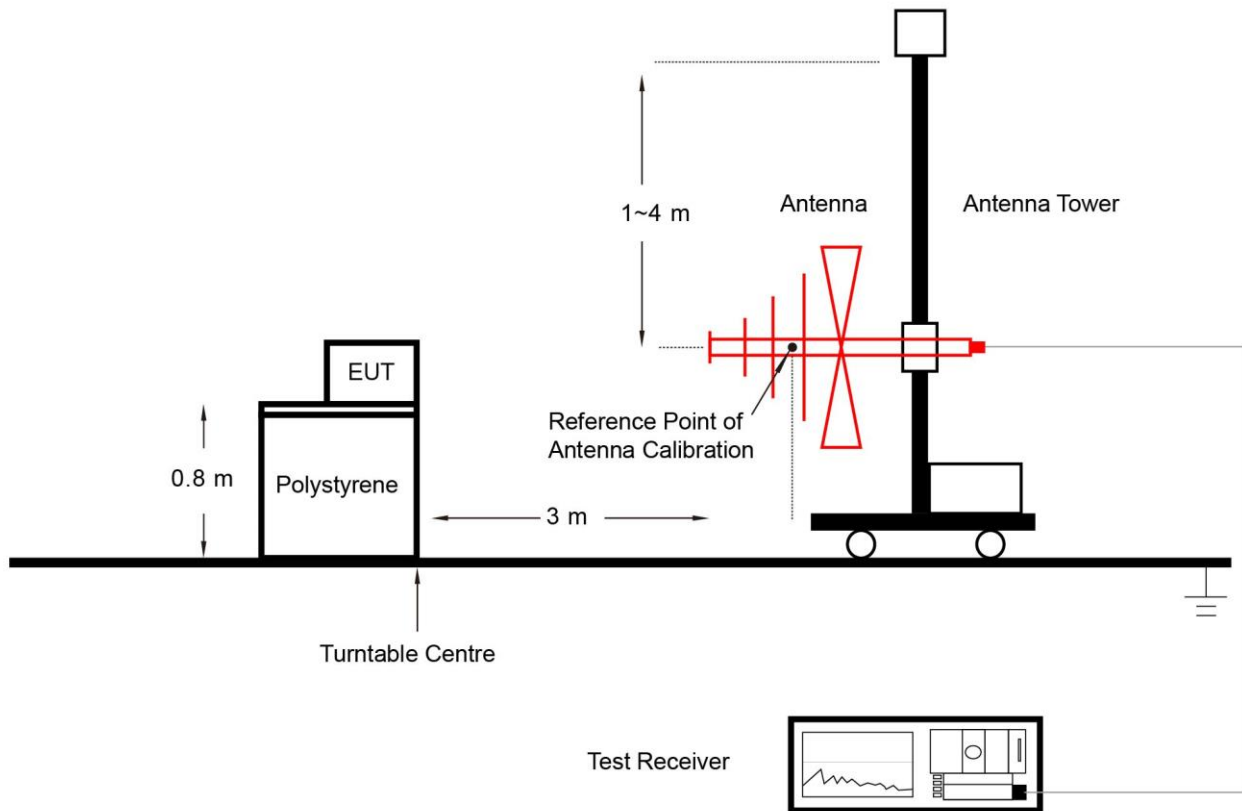 1~4 m
Antenna
Antenna Tower
EUT
Reference Point of
Antenna Calibration
0.8 m
Polystyrene
3 m
Turntable Centre
Test Receiver